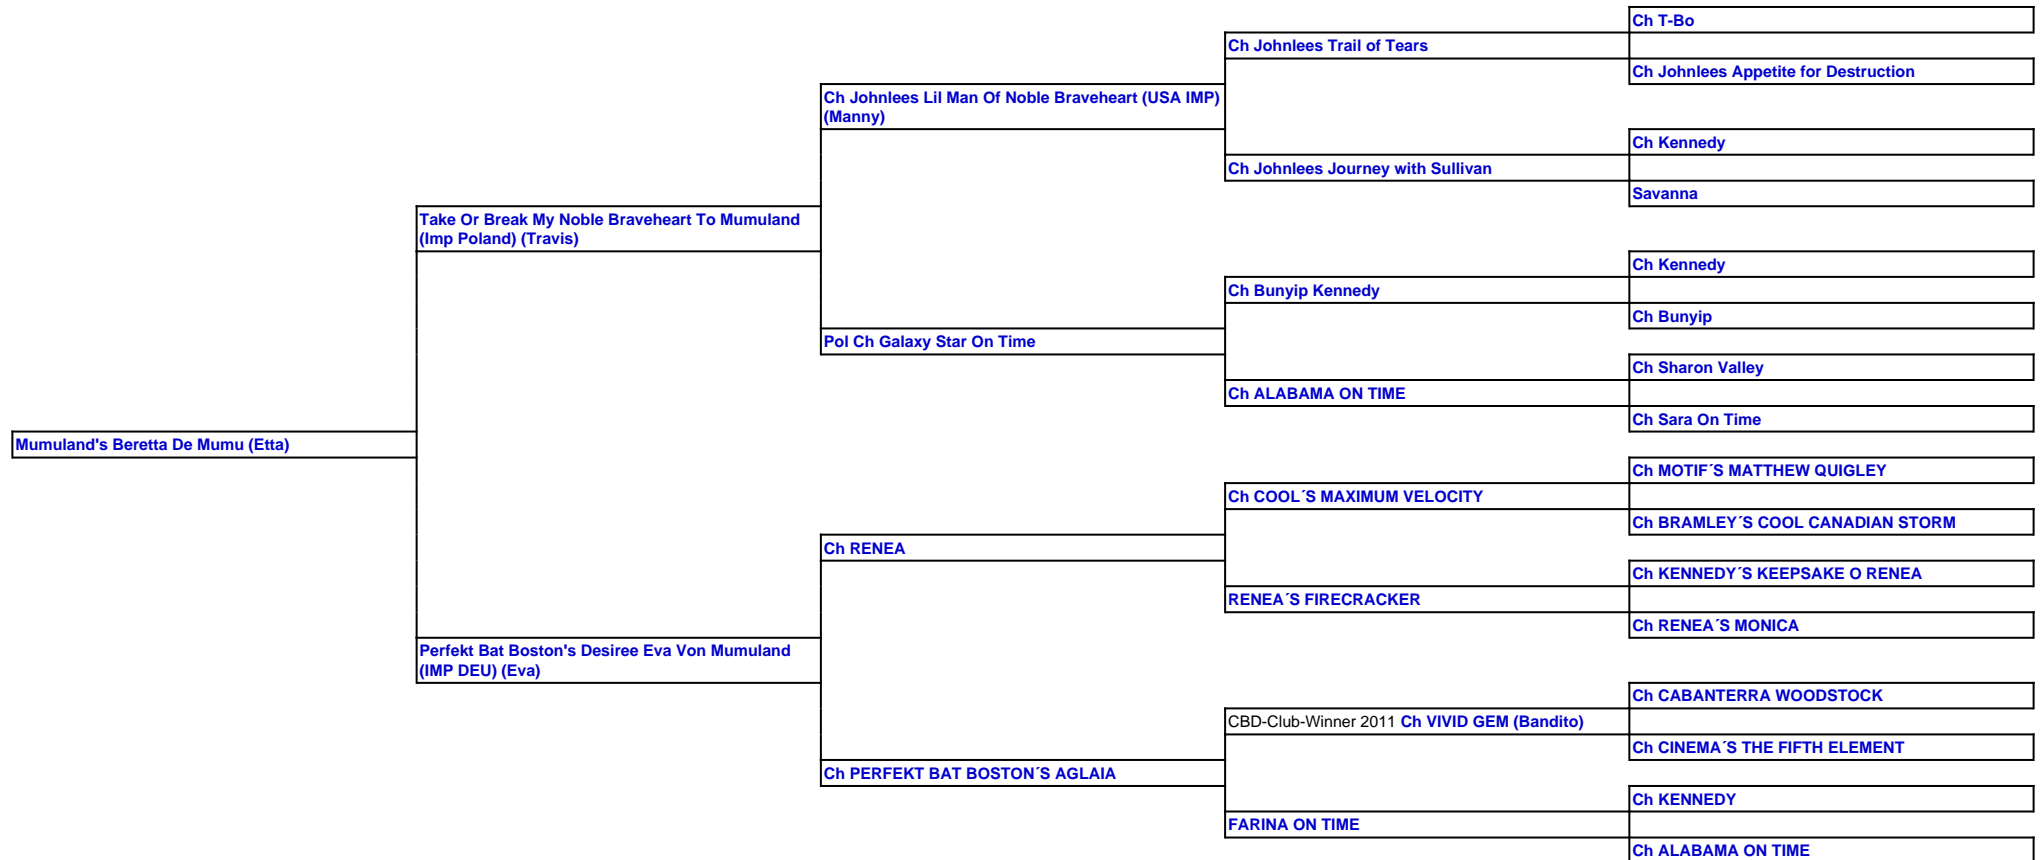 Ch T-Bo
Ch Johnlees Trail of Tears
Ch Johnlees Appetite for Destruction
Ch Johnlees Lil Man Of Noble Braveheart (USA IMP)
(Manny)
Ch Kennedy
Ch Johnlees Journey with Sullivan
Savanna
Take Or Break My Noble Braveheart To Mumuland
(Imp Poland) (Travis)
Ch Kennedy
Ch Bunyip Kennedy
Ch Bunyip
Pol Ch Galaxy Star On Time
Ch Sharon Valley
Ch ALABAMA ON TIME
Ch Sara On Time
Mumuland's Beretta De Mumu (Etta)
Ch MOTIF´S MATTHEW QUIGLEY
Ch COOL´S MAXIMUM VELOCITY
Ch BRAMLEY´S COOL CANADIAN STORM
Ch RENEA
Ch KENNEDY´S KEEPSAKE O RENEA
RENEA´S FIRECRACKER
Ch RENEA´S MONICA
Perfekt Bat Boston's Desiree Eva Von Mumuland
(IMP DEU) (Eva)
Ch CABANTERRA WOODSTOCK
CBD-Club-Winner 2011 Ch VIVID GEM (Bandito)
Ch CINEMA´S THE FIFTH ELEMENT
Ch PERFEKT BAT BOSTON´S AGLAIA
Ch KENNEDY
FARINA ON TIME
Ch ALABAMA ON TIME